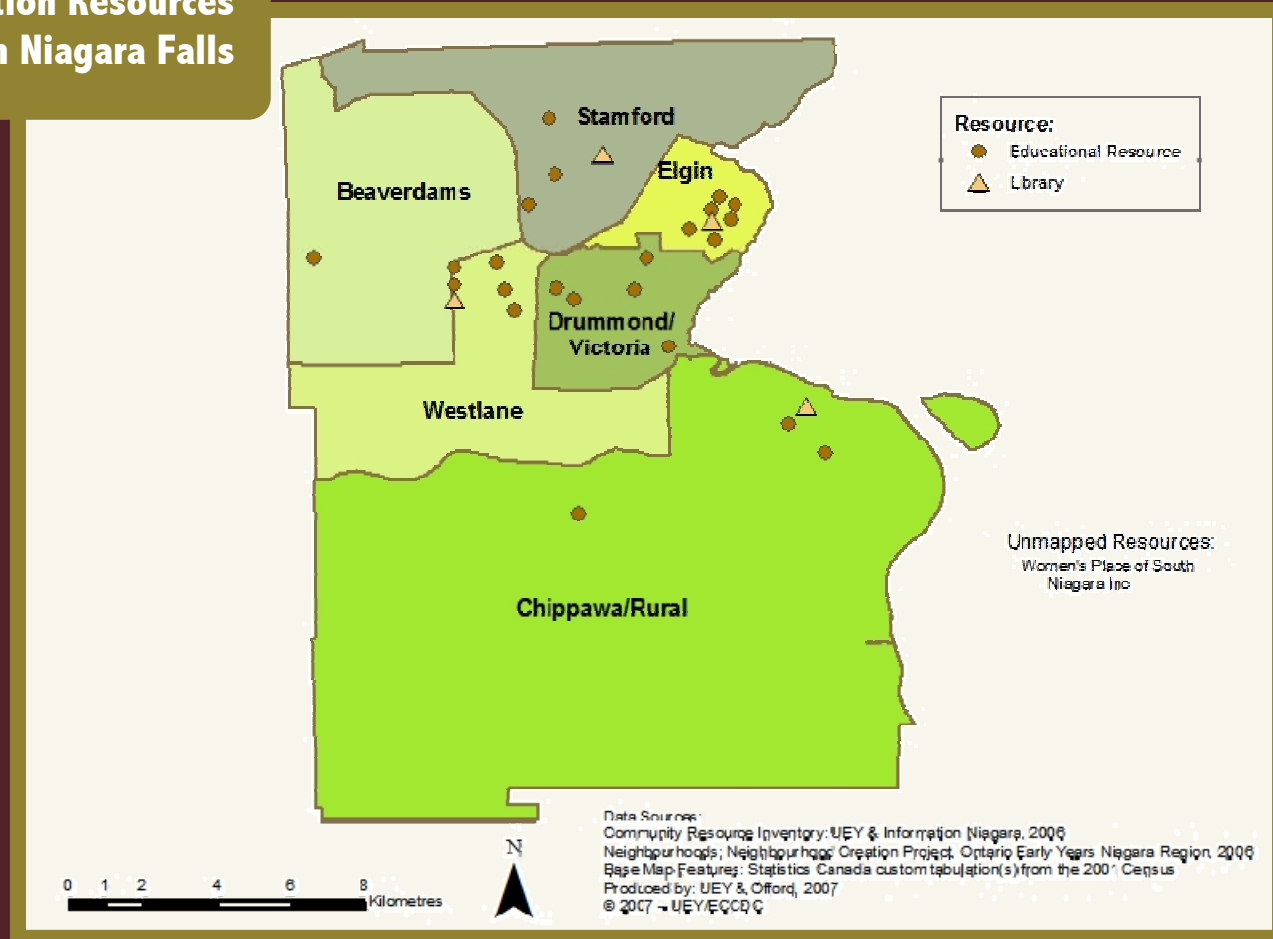 Resources
Niagara Falls
Stamford
Elgin
Beaverdams
Drummond/
Victoria
Westlane
Chippawa/Rural
Resource:
Educational Resource
Library
Unmapped Resources:
Women's Place of South
Niagara Inc
Data Sources:
Community Resource Inventory: UEY & Information Niagara, 2006
Neighbourhoods; Neighbourhood Creation Project, Ontario Early Years Niagara Region, 2006
Base Map Features: Statistics Canada custom tabulation(s) from the 2001 Census
Produced by: UEY & Offord, 2007
© 2007 - UEY/ECCDC
N
0 1 2 4 6 8
Kilometres